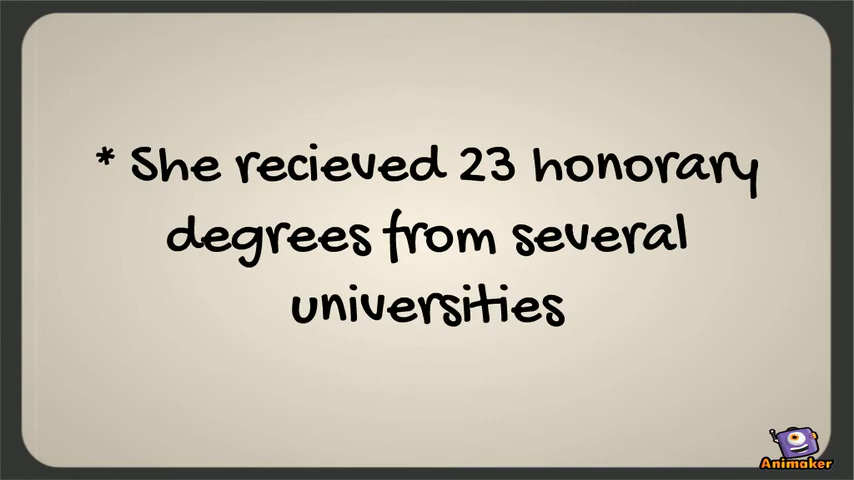 * She recieved 23 honorary
degrees from several
universities
Animaker